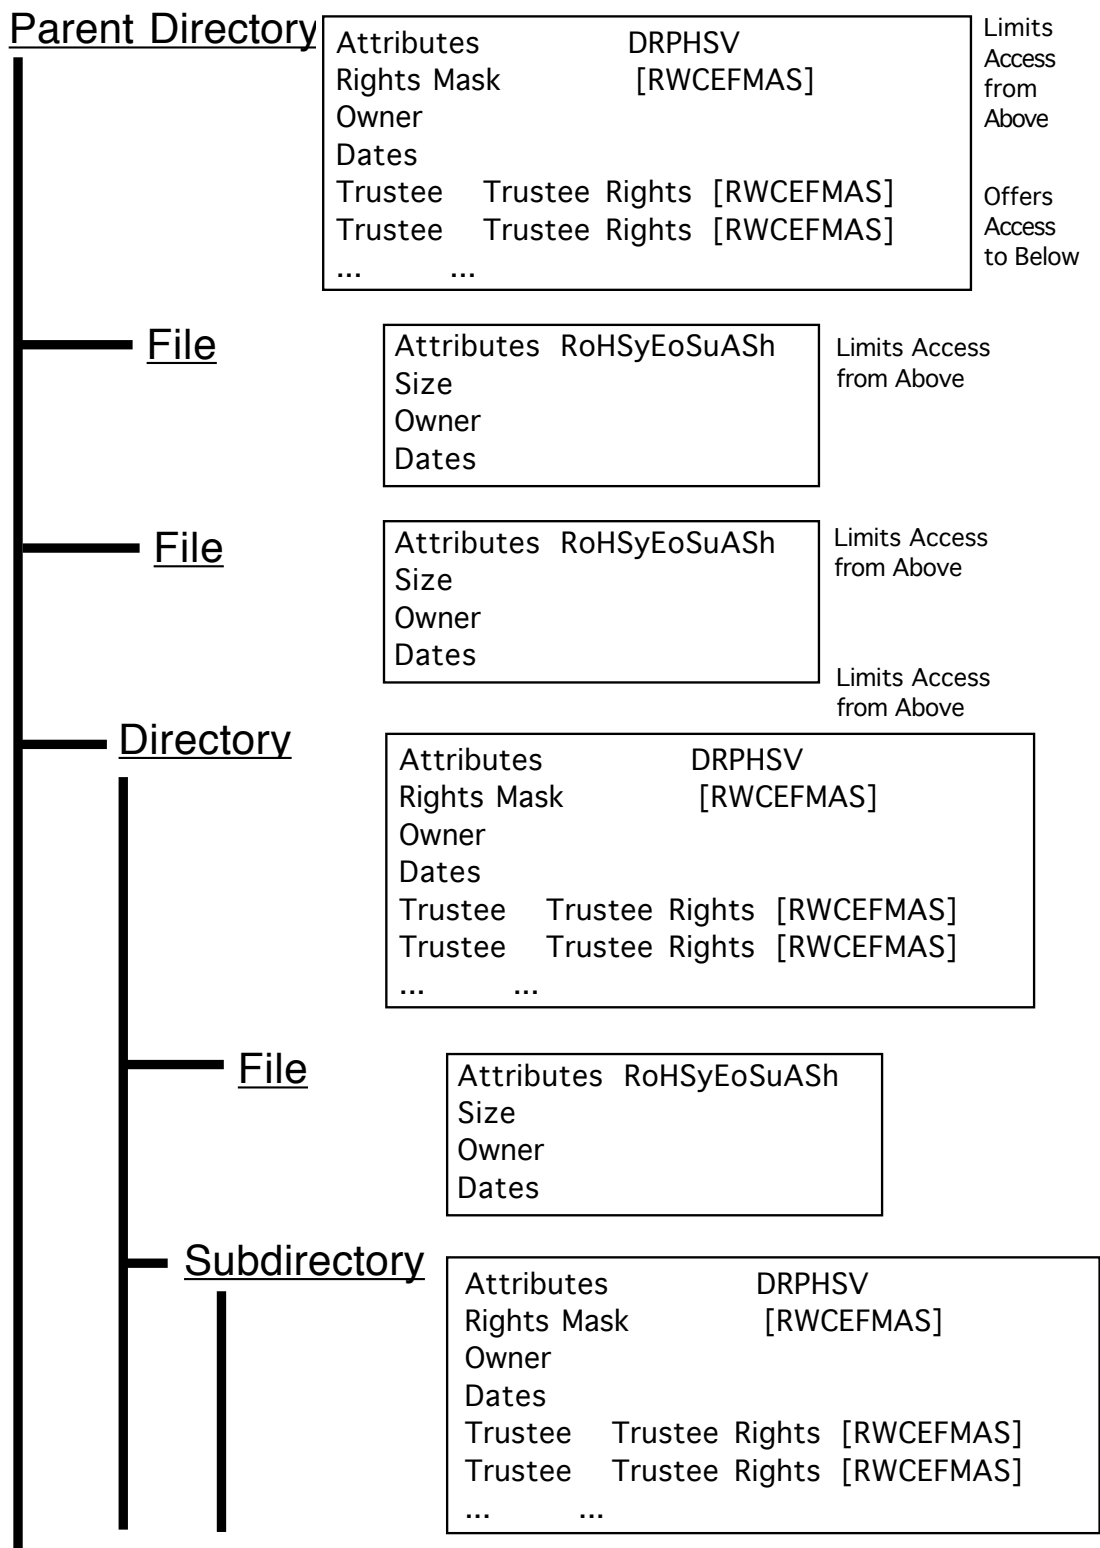 Parent Directory
Attributes DRPHSV
Rights Mask [RWCEFMAS]
Owner
Dates
Trustee Trustee Rights [RWCEFMAS]
Trustee Trustee Rights [RWCEFMAS]
... ...
Limits
Access
from
Above
Offers
Access
to Below
File
Attributes RoHSyEoSuASh
Size
Owner
Dates
Limits Access
from Above
File
Attributes RoHSyEoSuASh
Size
Owner
Dates
Limits Access
from Above
Limits Access
from Above
Directory
Attributes DRPHSV
Rights Mask [RWCEFMAS]
Owner
Dates
Trustee Trustee Rights [RWCEFMAS]
Trustee Trustee Rights [RWCEFMAS]
... ...
File
Attributes RoHSyEoSuASh
Size
Owner
Dates
Subdirectory
Attributes DRPHSV
Rights Mask [RWCEFMAS]
Owner
Dates
Trustee Trustee Rights [RWCEFMAS]
Trustee Trustee Rights [RWCEFMAS]
... ...